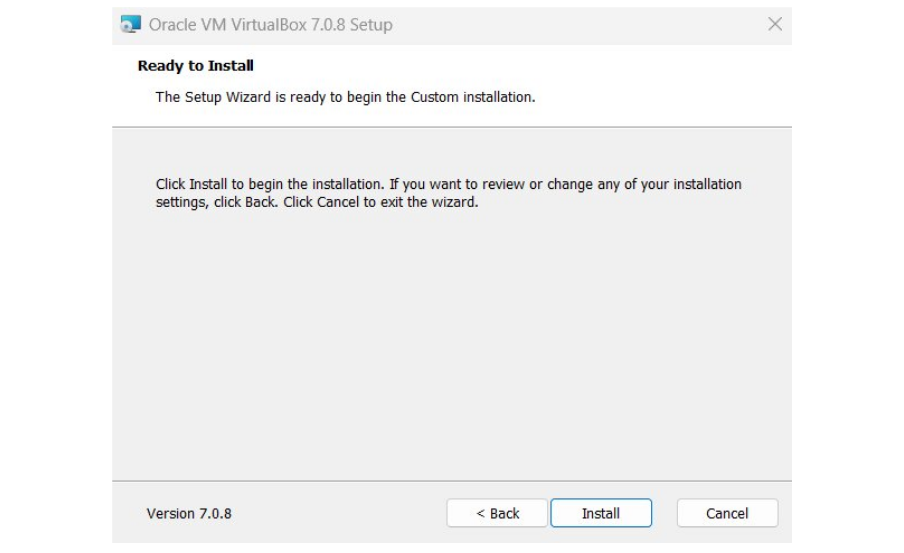 Oracle VM VirtualBox 7.0.8 Setup
Ready to Install
The Setup Wizard is ready to begin the Custom installation.
Click Install to begin the installation. If you want to review or change any of your installation
settings, click Back. Click Cancel to exit the wizard.
Version 7.0.8
< Back
Install
Cancel